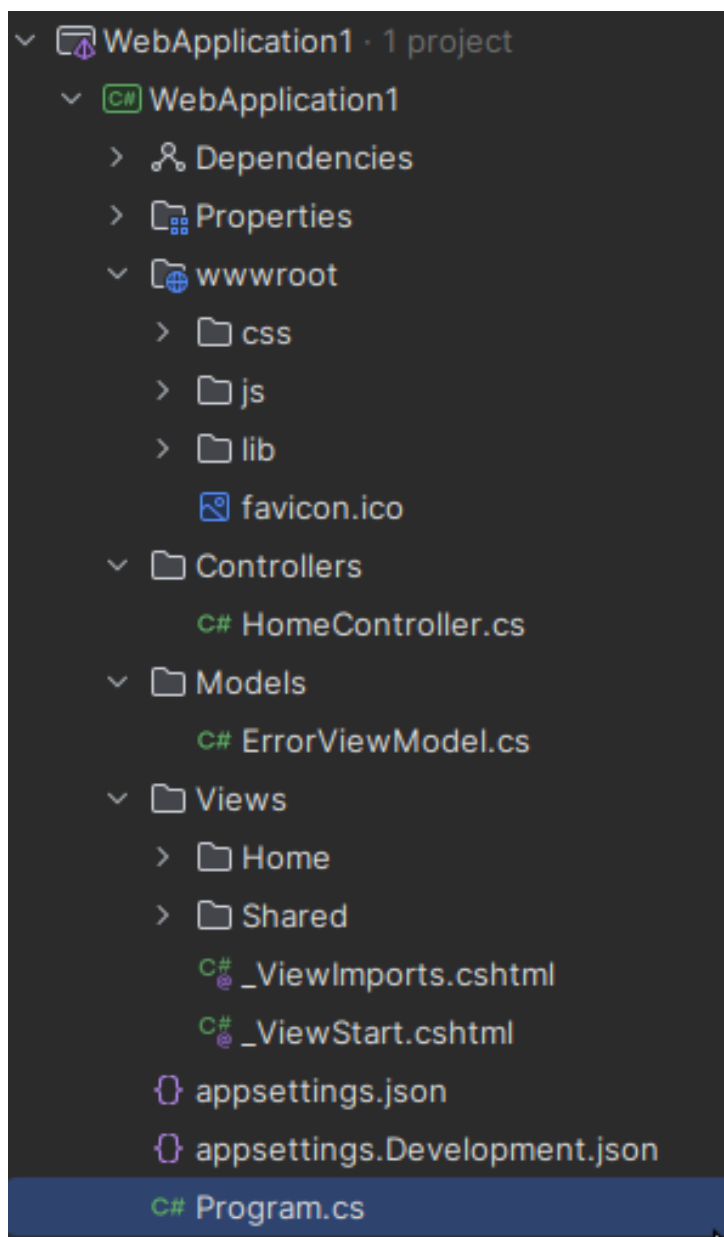 WebApplication1 · 1 project
C# WebApplication1
Dependencies
Properties
wwwroot
css
js
lib
favicon.ico
Controllers
C# HomeController.cs
Models
C# ErrorViewModel.cs
Views
Home
Shared
C#@ _ViewImports.cshtml
C#@ _ViewStart.cshtml
{} appsettings.json
{} appsettings.Development.json
C# Program.cs